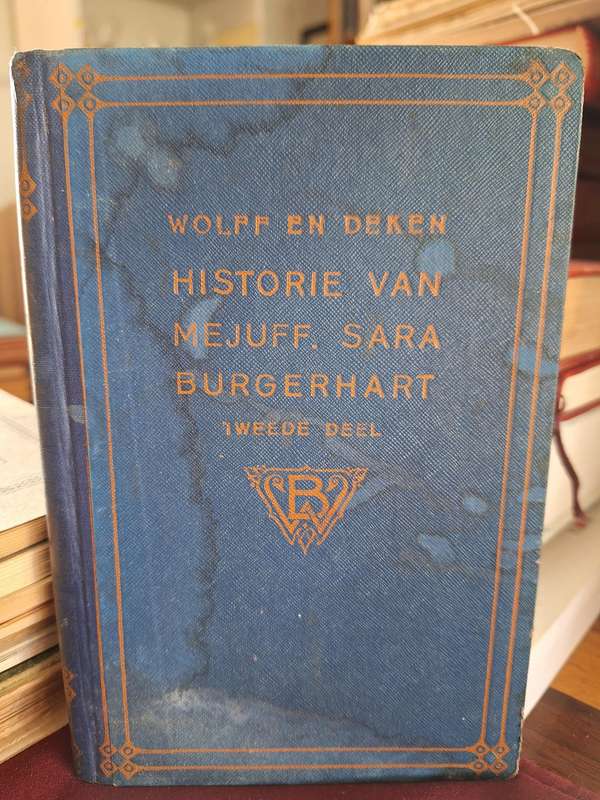 WOLFF EN DEKEN
HISTORIE VAN
MEJUFF. SARA
BURGERHART
TWEEDE DEEL